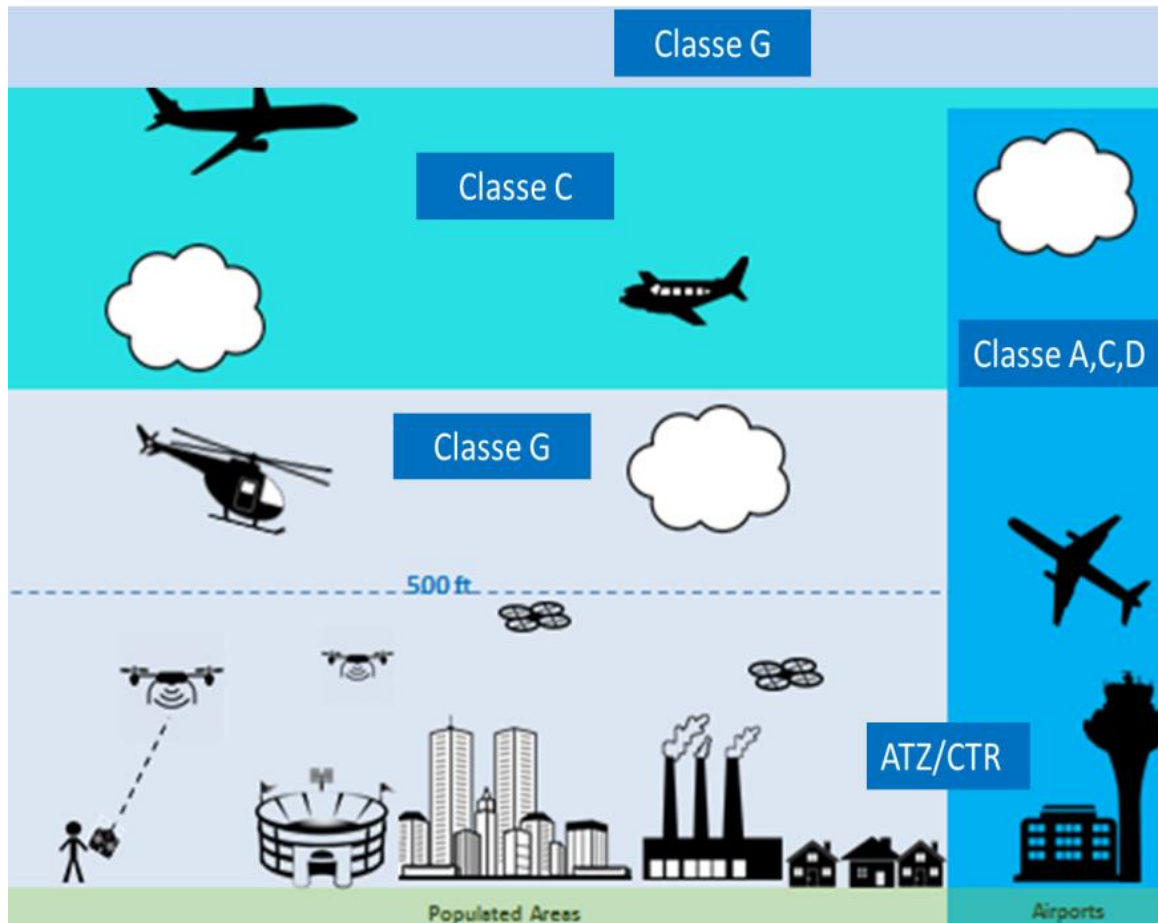 Classe G
Classe C
Classe A,C,D
Classe G
500 ft
ATZ/CTR
Populated Areas
Airports